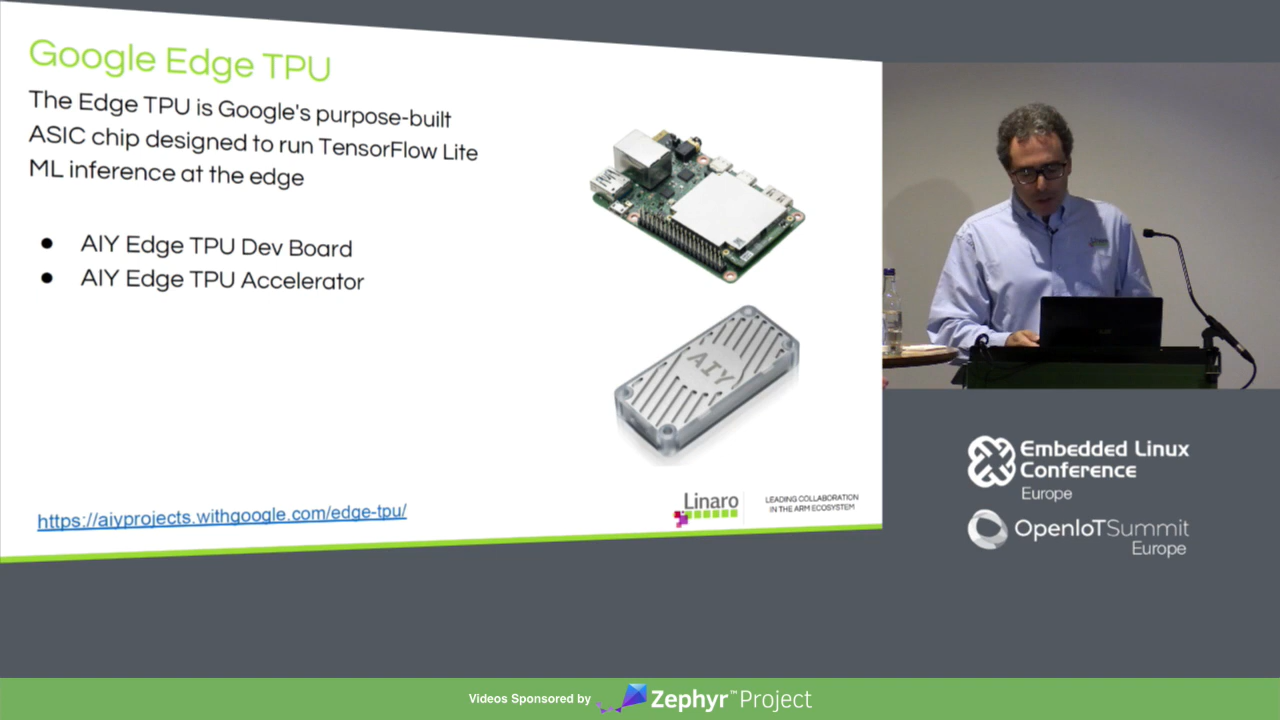 Google Edge TPU
The Edge TPU is Google's purpose-built
ASIC chip designed to run TensorFlow Lite
ML inference at the edge
● AIY Edge TPU Dev Board
● AIY Edge TPU Accelerator
AIY
https://aiyprojects.withgoogle.com/edge-tpu/
Linaro
LEADING COLLABORATION
IN THE ARM ECOSYSTEM
Linaro
Embedded Linux
Conference
Europe
OpenIoTSummit
Europe
Videos Sponsored by
Zephyr™Project